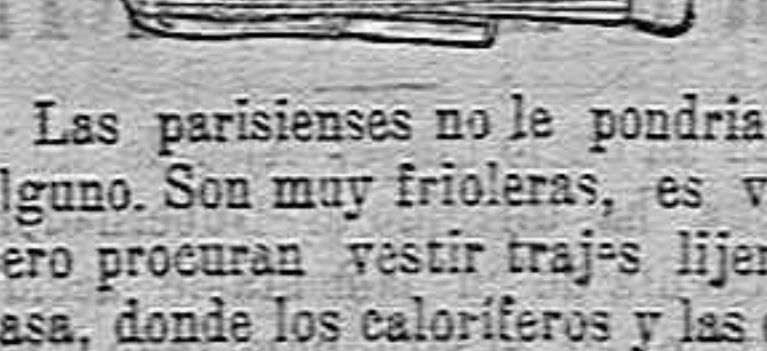 Las parisienses no le pondria
lguno. Son muy frioleras, es v
ero procuran vestir trajes lijer
asa, donde los caloríferos y las